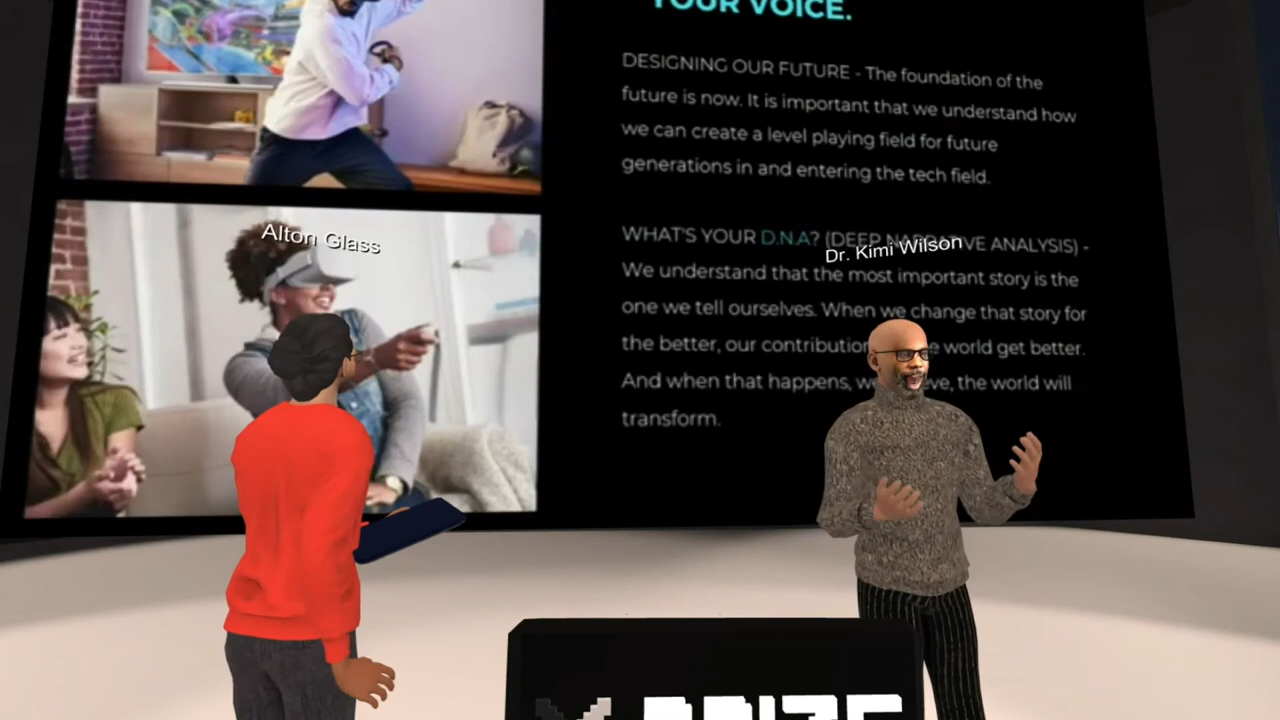 YOUR VOICE.
DESIGNING OUR FUTURE - The foundation of the
future is now. It is important that we understand how
we can create a level playing field for future
generations in and entering the tech field.
WHAT'S YOUR D.N.A? (DEEP NARRATIVE ANALYSIS) -
We understand that the most important story is the
one we tell ourselves. When we change that story for
the better, our contribution world get better.
And when that happens, the world will
transform.
Alton Glass
Dr. Kimi Wilson
XPRIZE